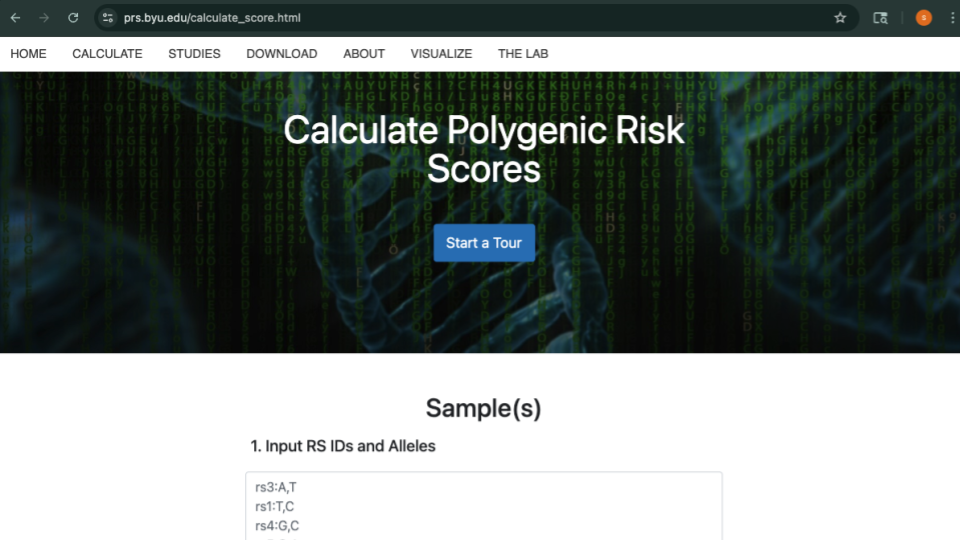 prs.byu.edu/calculate_score.html
s
HOME CALCULATE STUDIES DOWNLOAD ABOUT VISUALIZE THE LAB
Calculate Polygenic Risk
Scores
Start a Tour
Sample(s)
1. Input RS IDs and Alleles
rs3:A,T
rs1:T,C
rs4:G,C